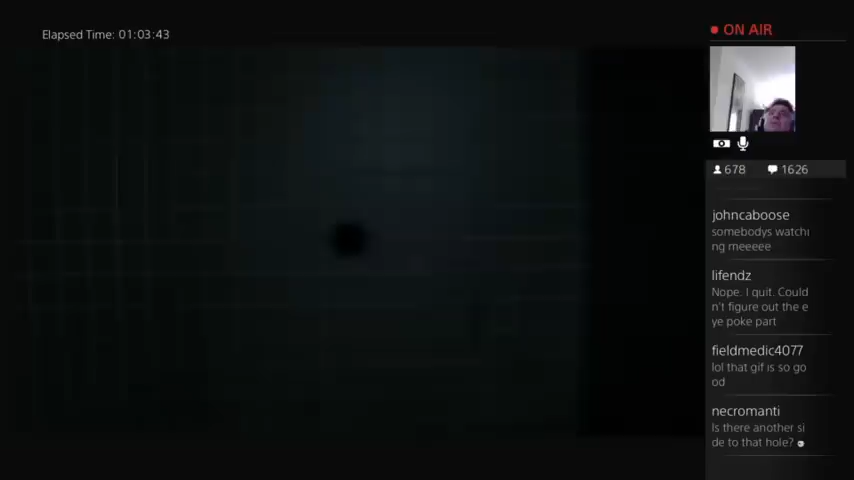 Elapsed Time: 01:03:43
ON AIR
678 1626
johncaboose
somebodys watchi
ng meeeee
lifendz
Nope. I quit. Could
n't figure out the e
ye poke part
fieldmedic4077
lol that gif is so go
od
necromanti
Is there another si
de to that hole?